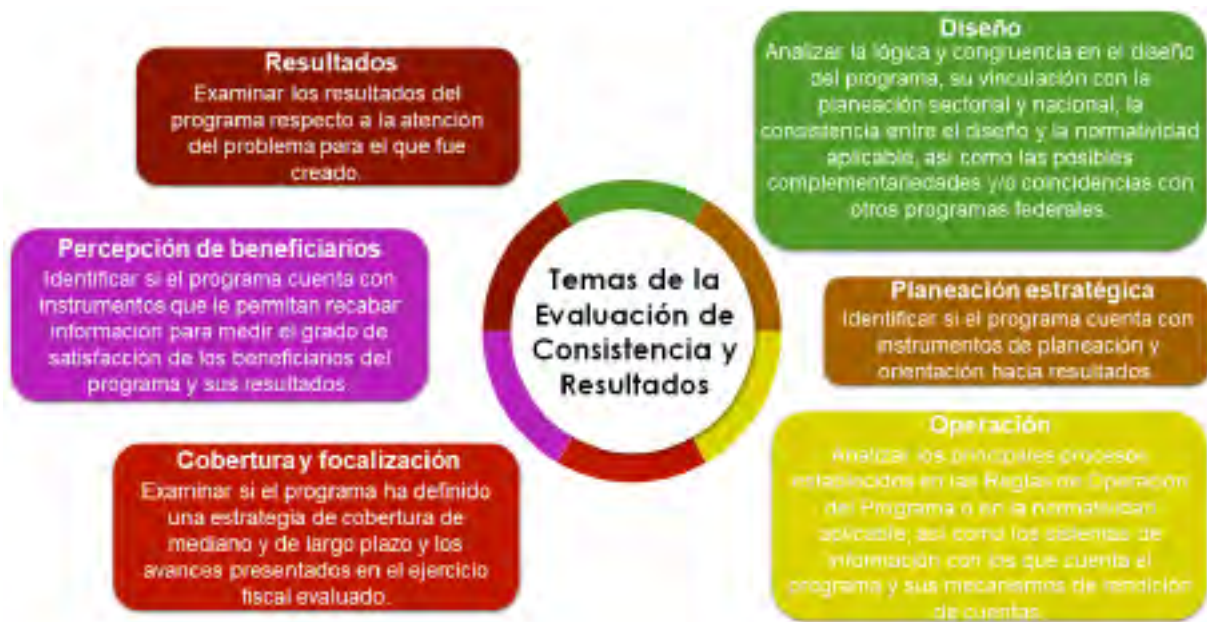 Resultados
Examinar los resultados del
programa respecto a la atención
del problema para el que fue
creado.
Percepción de beneficiarios
Identificar si el programa cuenta con
instrumentos que le permitan recabar
información para medir el grado de
satisfacción de los beneficiarios del
programa y sus resultados
Cobertura y focalización
Examinar si el programa ha definido
una estrategia de cobertura de
mediano y de largo plazo y los
avances presentados en el ejercicio
fiscal evaluado.
Temas de la
Evaluación de
Consistencia y
Resultados
Diseño
Analizar la lógica y congruencia en el diseño
del programa, su vinculación con la
planeación sectorial y nacional, la
consistencia entre el diseño y la normatividad
aplicable, así como las posibles
complementariedades y/o coincidencias con
otros programas federales.
Planeación estratégica
Identificar si el programa cuenta con
instrumentos de planeación y
orientación hacia resultados
Operación
Analizar los principales procesos
establecidos en las Reglas de Operación
del Programa o en la normatividad
aplicable; así como los sistemas de
información con los que cuenta el
programa y sus mecanismos de rendición
de cuentas.